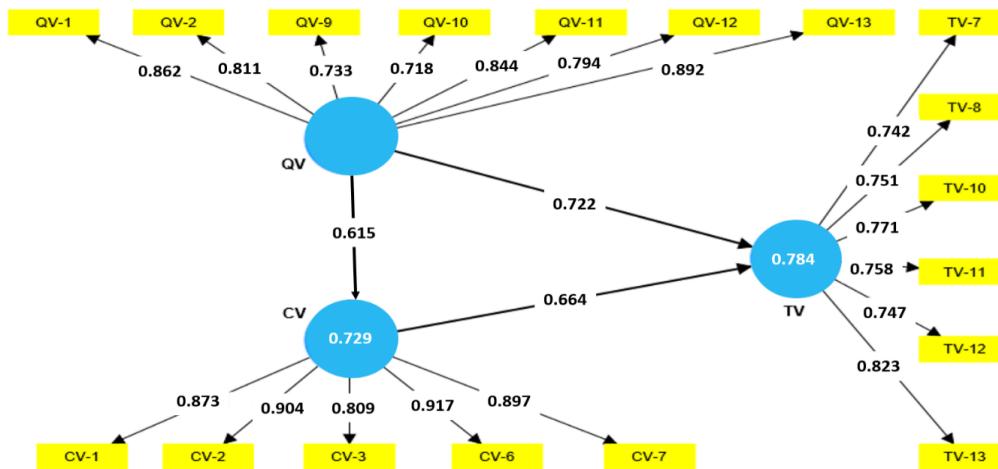 QV-1 QV-2 QV-9 QV-10 QV-11 QV-12 QV-13 TV-7
0.862 0.811 0.733 0.718 0.844 0.794 0.892
TV-8
0.742
QV
0.751
TV-10
0.722
0.771
0.615
0.784
0.758
TV-11
0.664
CV
TV
0.747
0.729
TV-12
0.823
0.873 0.904 0.809 0.917 0.897
CV-1 CV-2 CV-3 CV-6 CV-7 TV-13